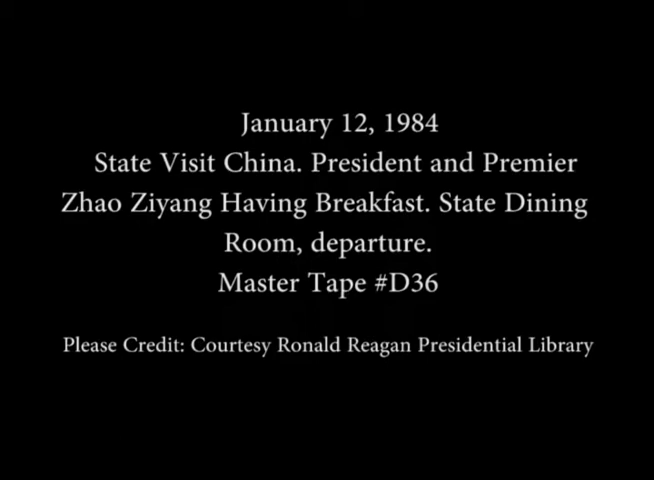 January 12, 1984
State Visit China. President and Premier
Zhao Ziyang Having Breakfast. State Dining
Room, departure.
Master Tape #D36
Please Credit: Courtesy Ronald Reagan Presidential Library